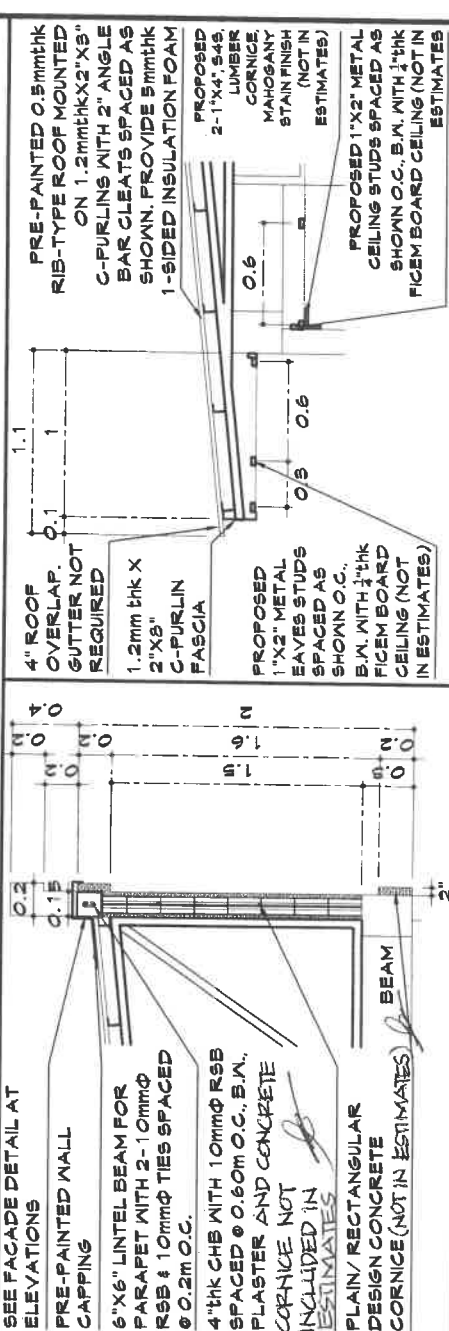 SEE FACADE DETAIL AT
ELEVATIONS
PRE-PAINTED WALL
CAPPING
6"X6" LINTEL BEAM FOR
PARAPET WITH 2-10mmΦ
RSB & 10mmΦ TIES SPACED
@ 0.2m O.C.
4"thk CHB WITH 10mmΦ RSB
SPACED @ 0.60m O.C., B.W.,
PLASTER AND CONCRETE
CORNICE NOT
INCLUDED IN
ESTIMATES
PLAIN/ RECTANGULAR
DESIGN CONCRETE
CORNICE (NOT IN ESTIMATES)
BEAM
0.2
0.15
2"
0.4
0.2
0.2
0.2
0.2
2
1.6
1.5
0.2
0.3
4" ROOF
OVERLAP.
GUTTER NOT
REQUIRED
1.2mm thk X
2"X3"
C-PURLIN
FASCIA
PROPOSED
1"X2" METAL
EAVES STUDS
SPACED AS
SHOWN O.C.,
B.W. WITH ½"thk
FICEM BOARD
CEILING (NOT
IN ESTIMATES)
1.1
0.1
1
0.3
0.6
0.6
PRE-PAINTED 0.5mmthk
RIB-TYPE ROOF MOUNTED
ON 1.2mmthkX2"X3"
C-PURLINS WITH 2" ANGLE
BAR CLEATS SPACED AS
SHOWN. PROVIDE 5mmthk
1-SIDED INSULATION FOAM
PROPOSED
2-1"X4", S4S,
LUMBER
CORNICE,
MAHOGANY
STAIN FINISH
(NOT IN
ESTIMATES)
PROPOSED 1"X2" METAL
CEILING STUDS SPACED AS
SHOWN O.C., B.W. WITH ½"thk
FICEM BOARD CEILING (NOT IN
ESTIMATES